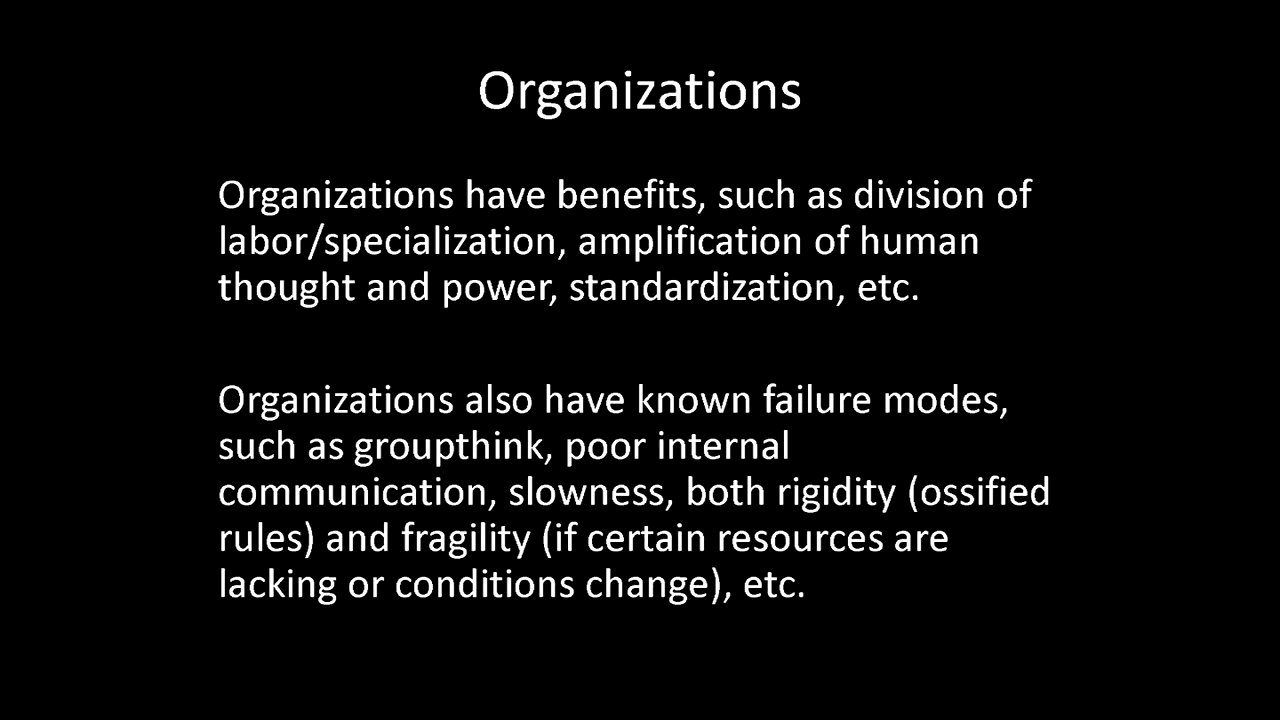 Organizations
Organizations have benefits, such as division of
labor/specialization, amplification of human
thought and power, standardization, etc.
Organizations also have known failure modes,
such as groupthink, poor internal
communication, slowness, both rigidity (ossified
rules) and fragility (if certain resources are
lacking or conditions change), etc.